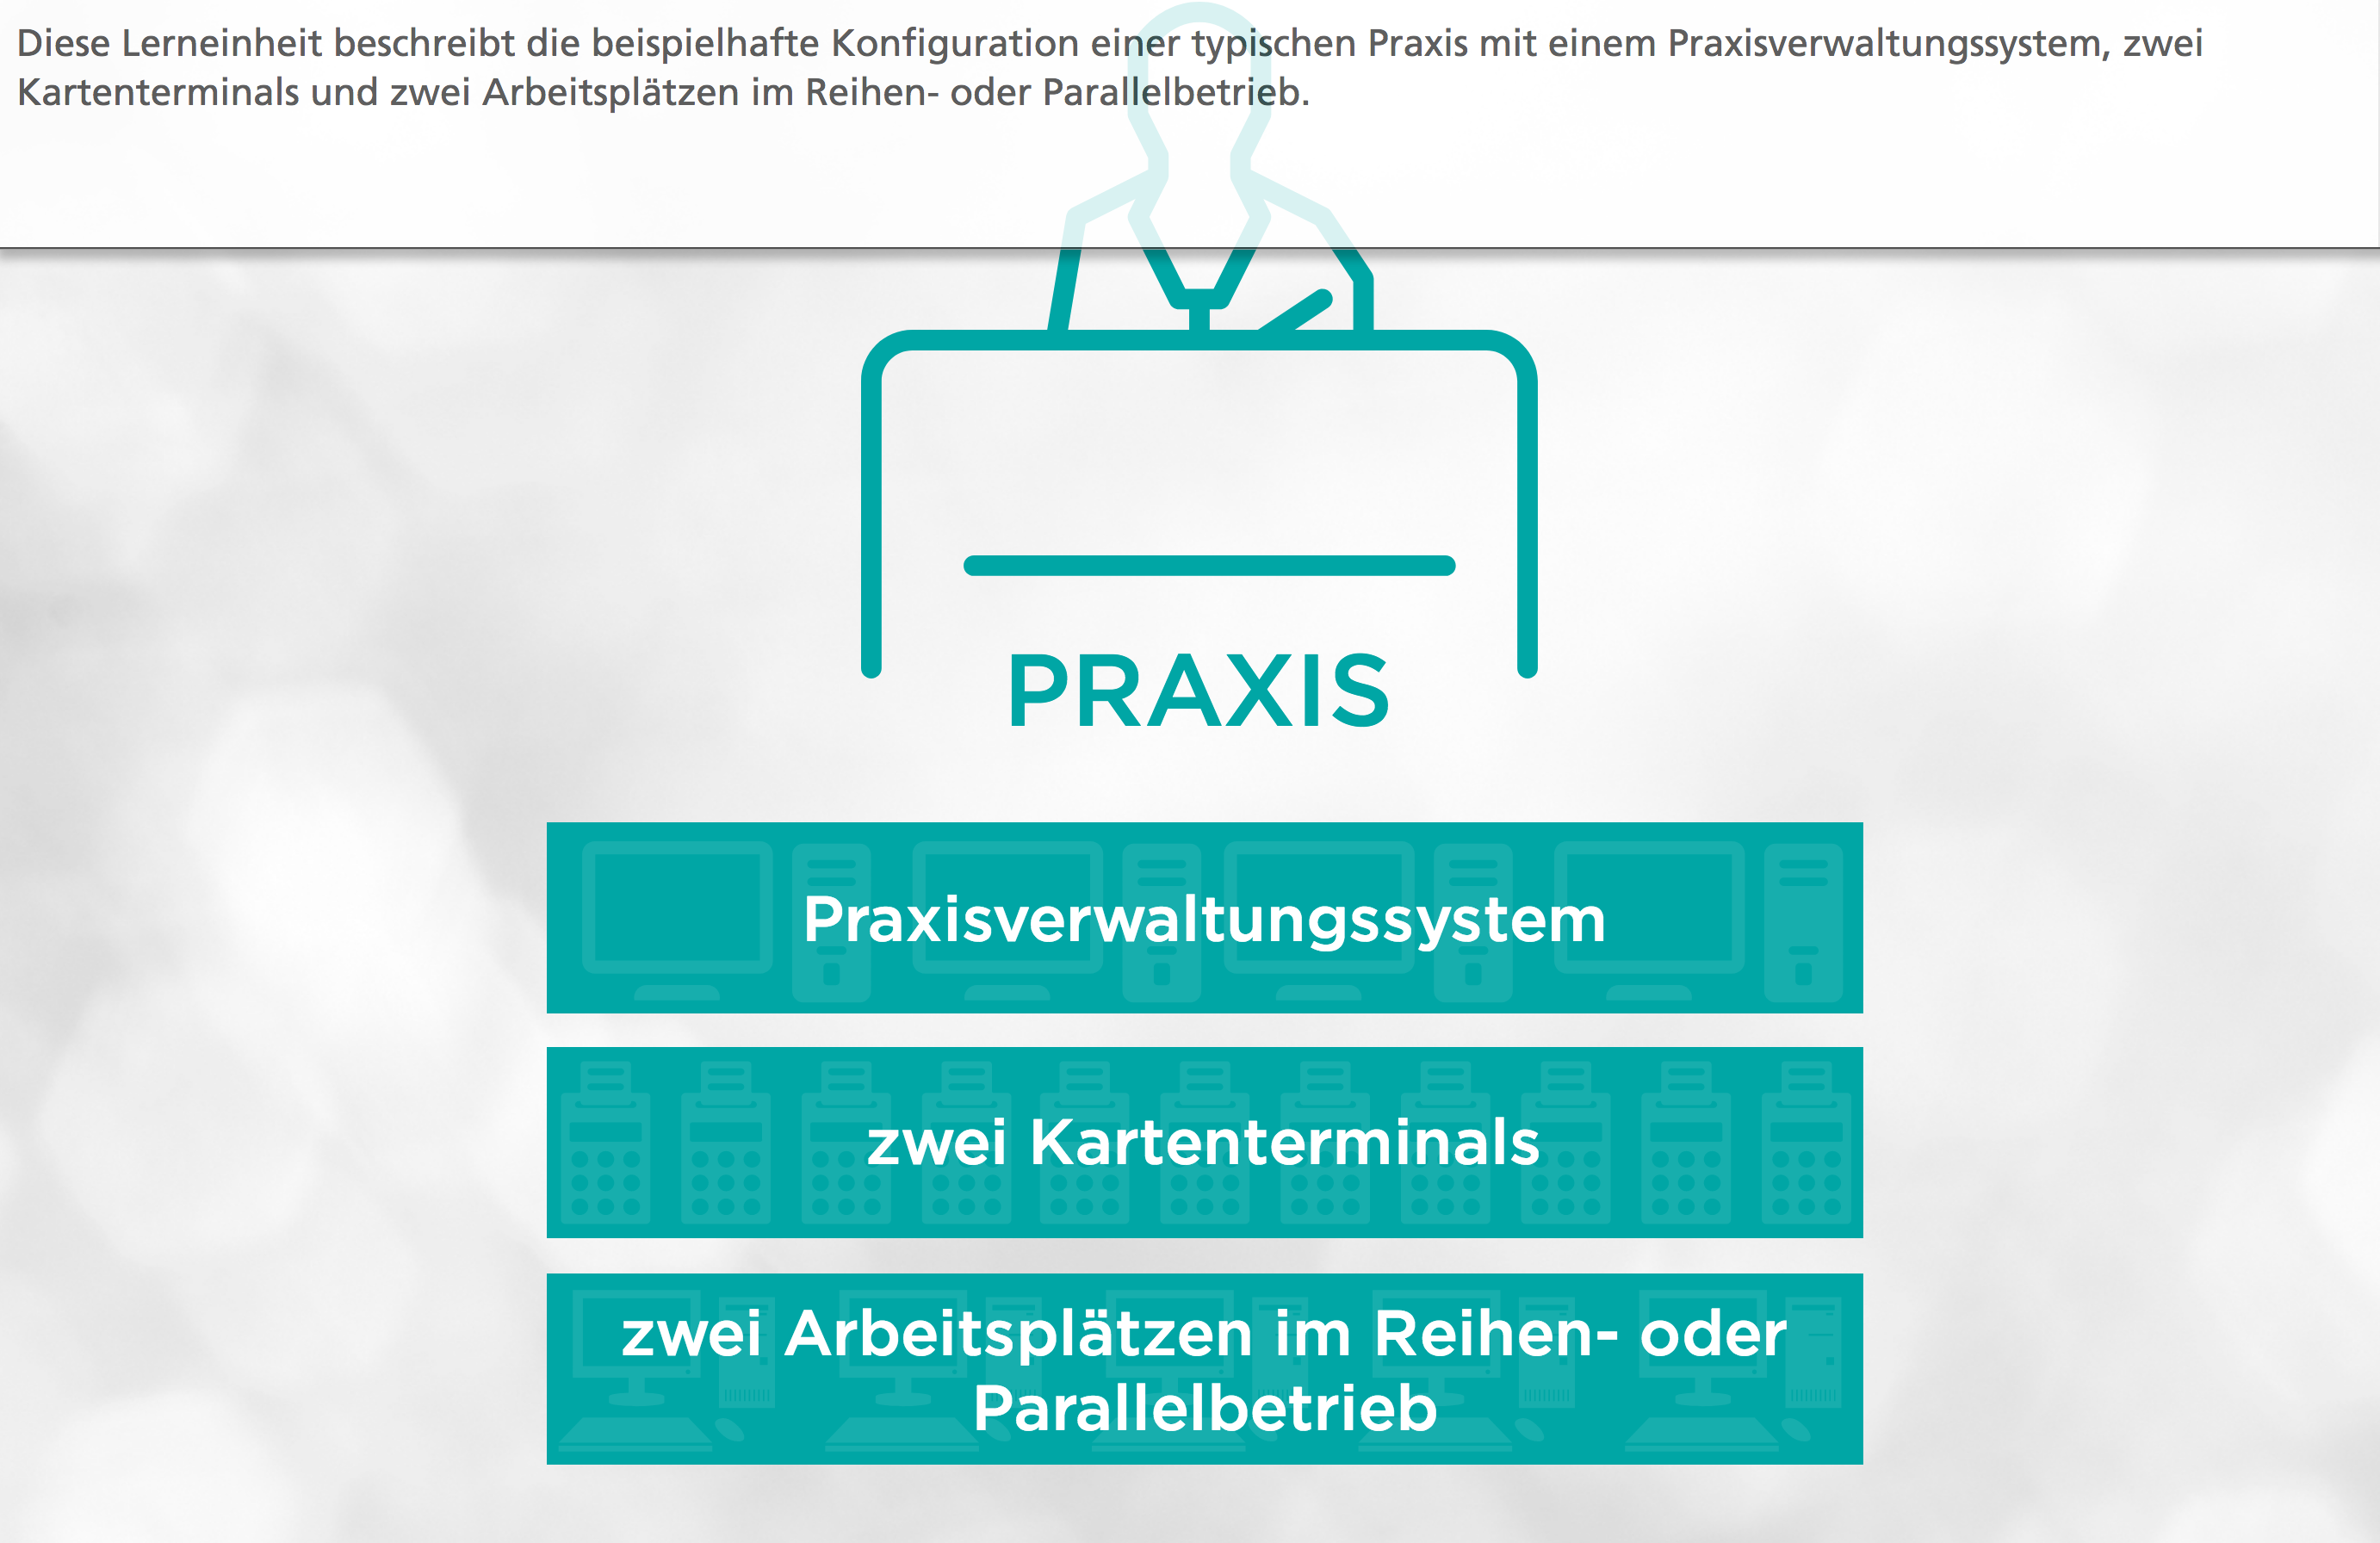 Diese Lerneinheit beschreibt die beispielhafte Konfiguration einer typischen Praxis mit einem Praxisverwaltungssystem, zwei
Kartenterminals und zwei Arbeitsplätzen im Reihen- oder Parallelbetrieb.
PRAXIS
Praxisverwaltungssystem
zwei Kartenterminals
zwei Arbeitsplätzen im Reihen- oder
Parallelbetrieb